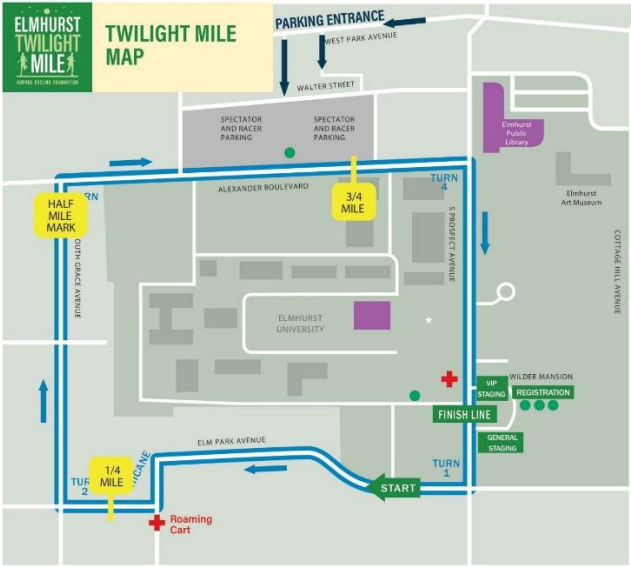 ELMHURST
TWILIGHT
MILE
TWILIGHT MILE
MAP
PARKING ENTRANCE
WEST PARK AVENUE
WALTER STREET
SPECTATOR
AND RACER
PARKING
SPECTATOR
AND RACER
PARKING
Elmhurst
Public
Library
Elmhurst
Art Museum
ALEXANDER BOULEVARD
TURN
4
RN
HALF
MILE
MARK
3/4
MILE
OUTH GRACE AVENUE
S PROSPECT AVENUE
COTTAGE HILL AVENUE
ELMHURST
UNIVERSITY
WILDER MANSION
VIP
STAGING
REGISTRATION
FINISH LINE
GENERAL
STAGING
ELM PARK AVENUE
TURN
1
START
1/4
MILE
TUR
2
ICANE
Roaming
Cart